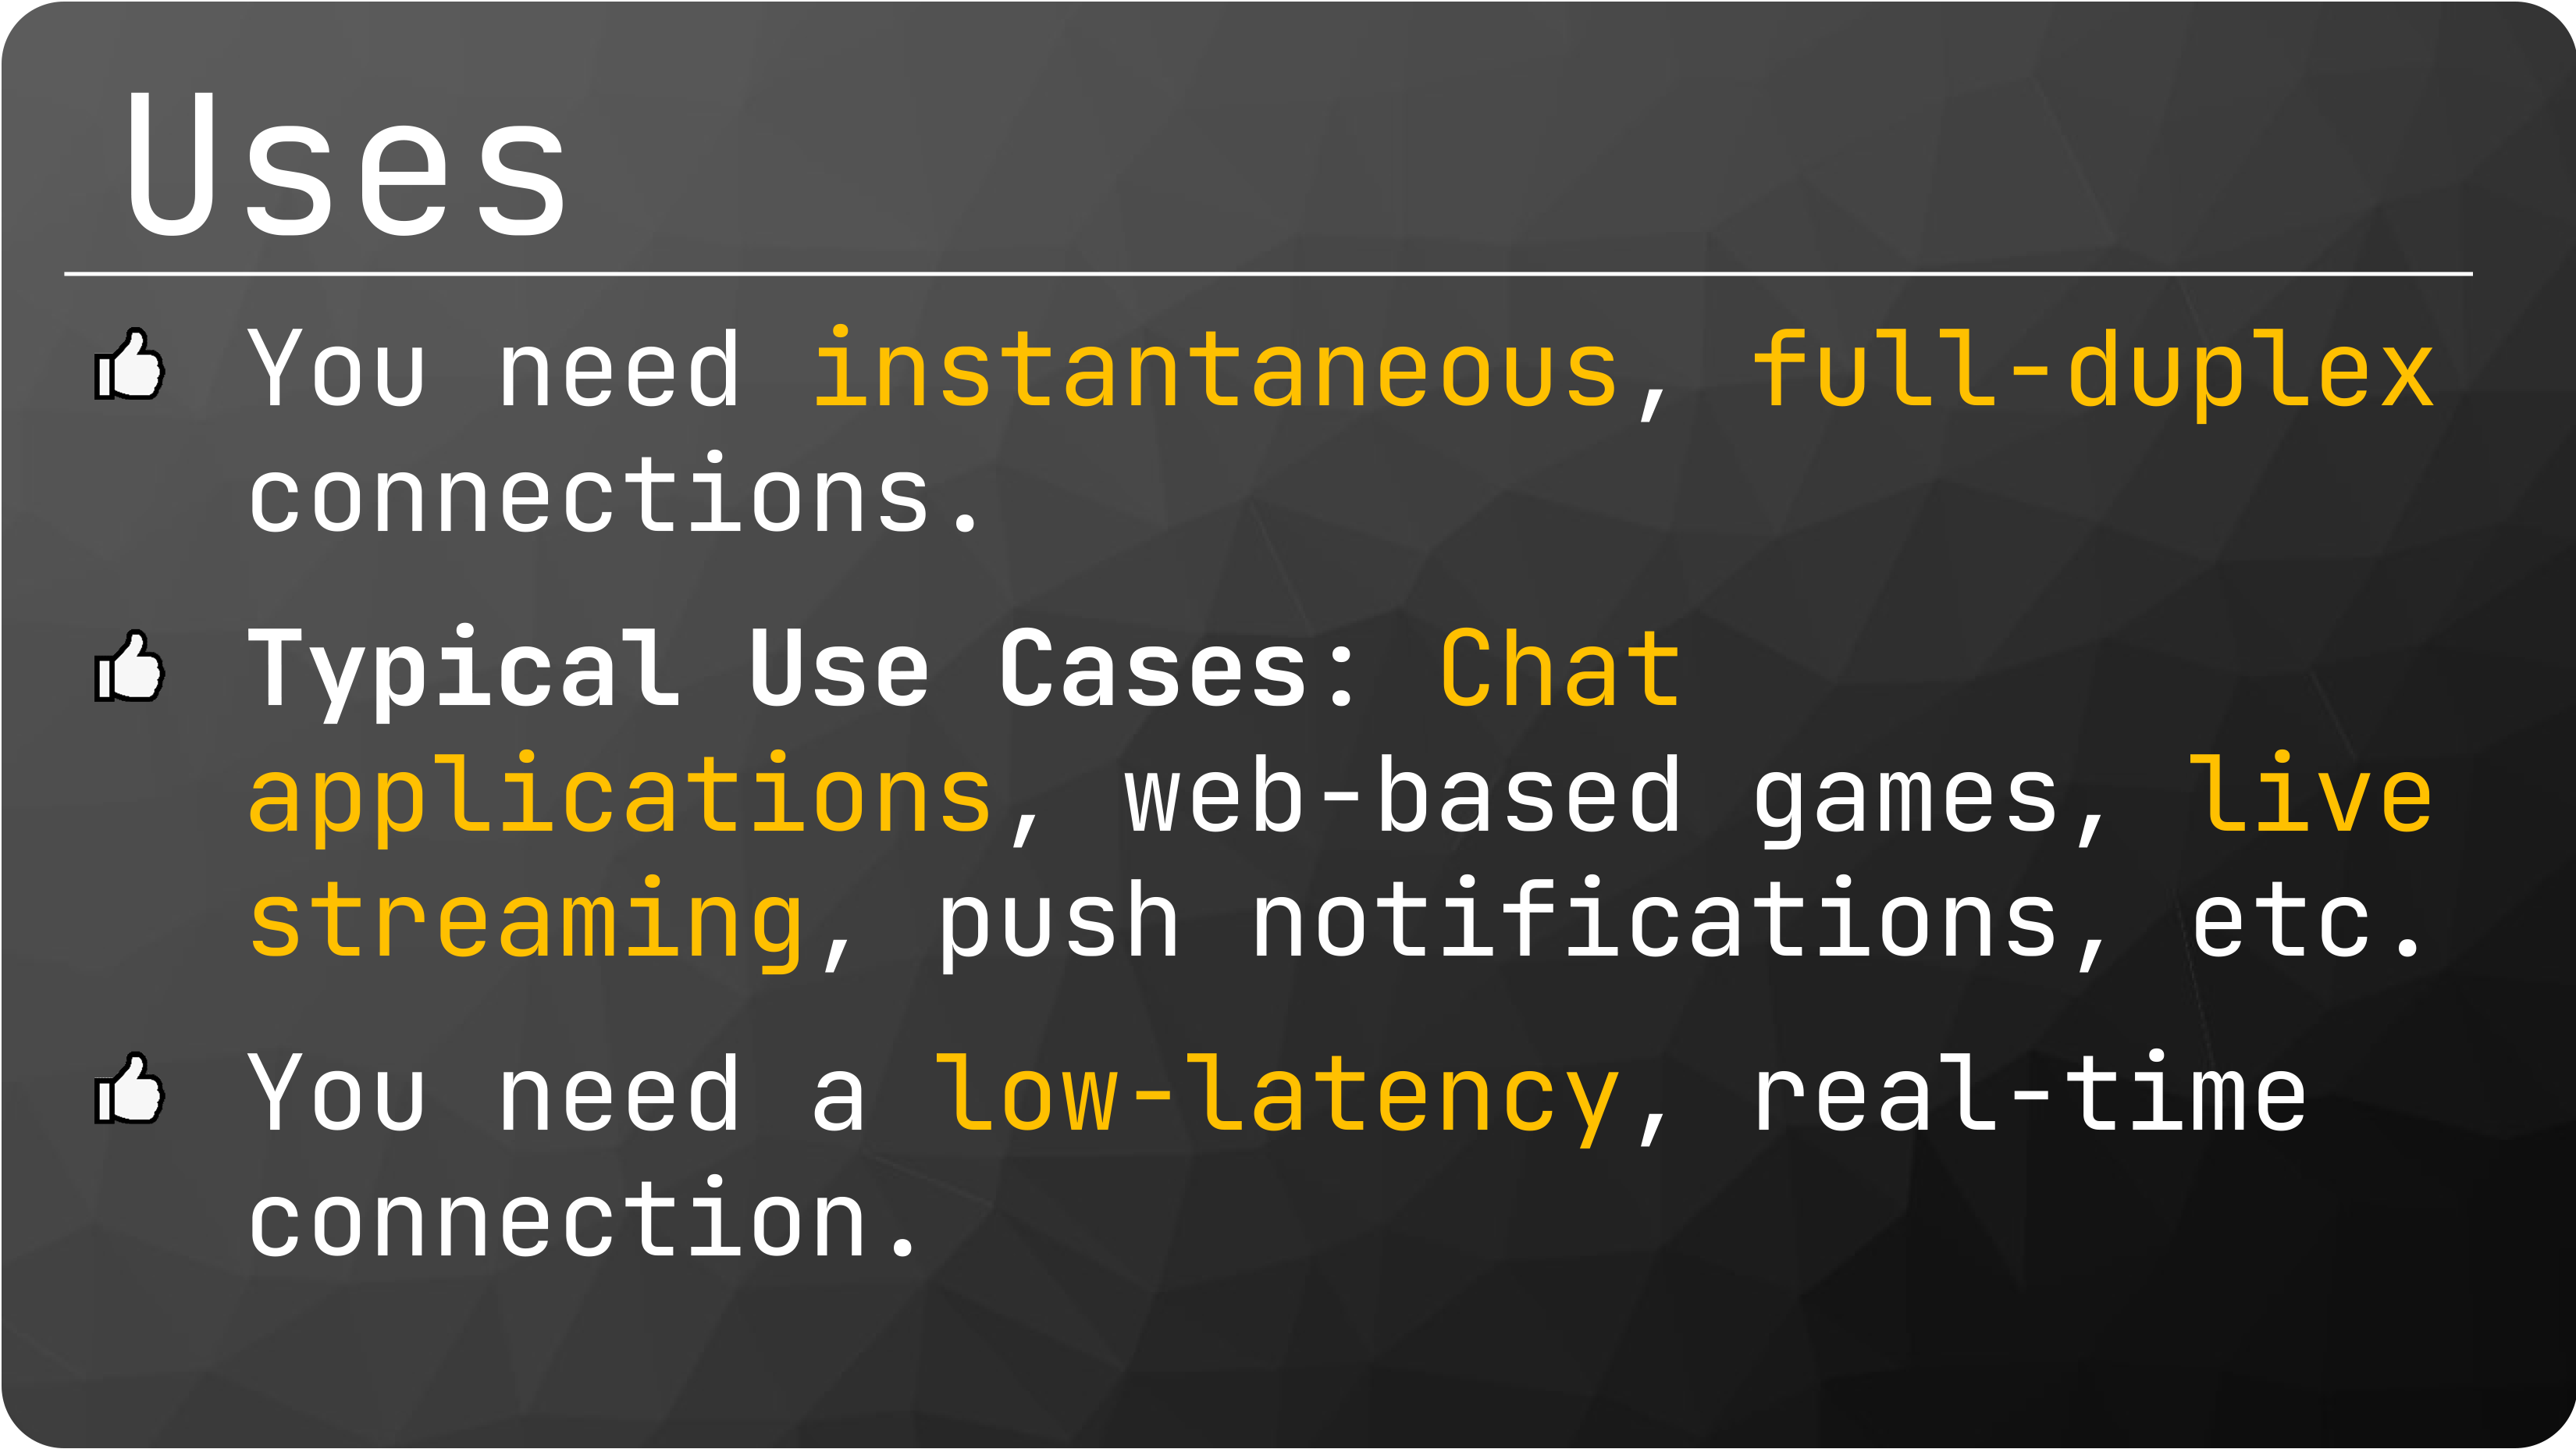 Uses
You need instantaneous, full-duplex
connections.
Typical Use Cases: Chat
applications, web-based games, live
streaming, push notifications, etc.
You need a low-latency, real-time
connection.